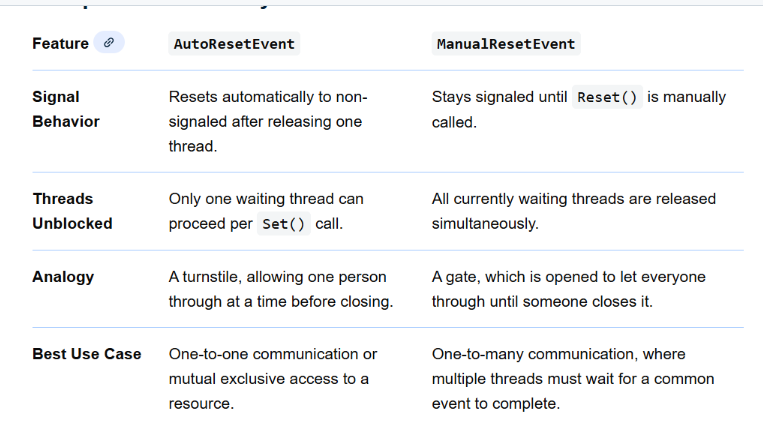 Feature AutoResetEvent ManualResetEvent
Signal Behavior
Resets automatically to non-
signaled after releasing one
thread.
Stays signaled until Reset() is manually
called.
Threads
Unblocked
Only one waiting thread can
proceed per Set() call.
All currently waiting threads are released
simultaneously.
Analogy
A turnstile, allowing one person
through at a time before closing.
A gate, which is opened to let everyone
through until someone closes it.
Best Use Case
One-to-one communication or
mutual exclusive access to a
resource.
One-to-many communication, where
multiple threads must wait for a common
event to complete.